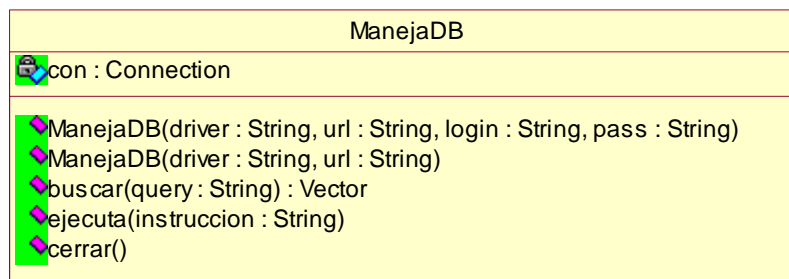 ManejaDB
con : Connection
ManejaDB(driver : String, url : String, login : String, pass : String)
ManejaDB(driver : String, url : String)
buscar(query : String) : Vector
ejecuta(instruccion : String)
cerrar()